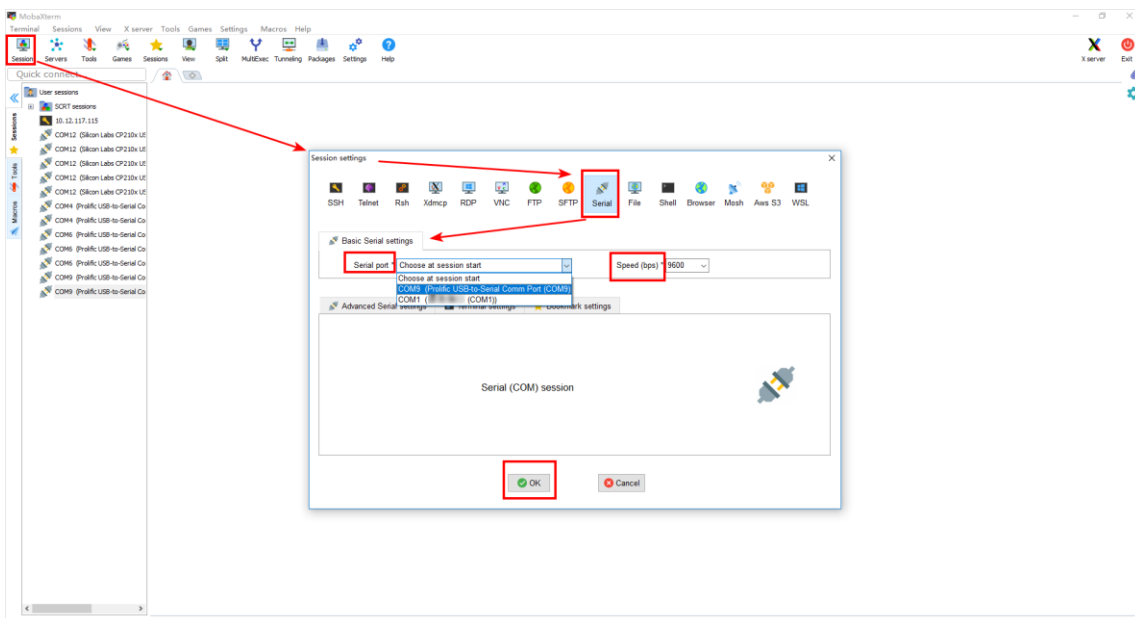 MobaXterm
Terminal Sessions View X server Tools Games Settings Macros Help
Session Servers Tools Games Sessions View Split MultiExec Tunneling Packages Settings Help X server Exit
Quick connect...
User sessions
SCRT sessions
10.12.117.115
COM12 (Silicon Labs CP210x US
COM12 (Silicon Labs CP210x US
COM12 (Silicon Labs CP210x US
COM12 (Silicon Labs CP210x US
COM12 (Silicon Labs CP210x US
COM4 (Prolific USB-to-Serial Co
COM4 (Prolific USB-to-Serial Co
COM6 (Prolific USB-to-Serial Co
COM6 (Prolific USB-to-Serial Co
COM6 (Prolific USB-to-Serial Co
COM9 (Prolific USB-to-Serial Co
COM9 (Prolific USB-to-Serial Co
Sessions
Tools
Macros
Session settings
SSH Telnet Rsh Xdmcp RDP VNC FTP SFTP Serial File Shell Browser Mosh Aws S3 WSL
Basic Serial settings
Serial port * Choose at session start Speed (bps) * 9600
Choose at session start
COM9 (Prolific USB-to-Serial Comm Port (COM9)
COM1 ( (COM1))
Advanced Serial settings Terminal settings Bookmark settings
Serial (COM) session
OK Cancel